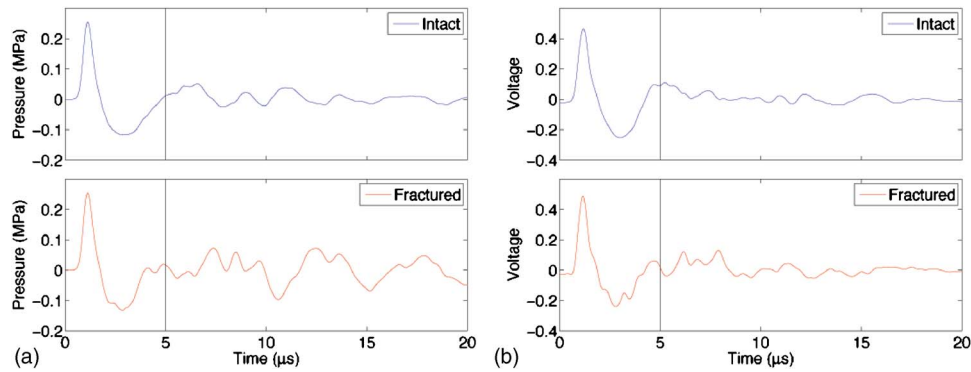 Intact
Pressure (MPa)
0.2
0.1
0
−0.1
−0.2
Intact
Voltage
0.4
0.2
0
−0.2
−0.4
Fractured
Pressure (MPa)
0.2
0.1
0
−0.1
0.2
0 5 10 15 20
Time (µs)
(a)
Fractured
Voltage
0.4
0.2
0
−0.2
−0.4
0 5 10 15 20
Time (µs)
(b)